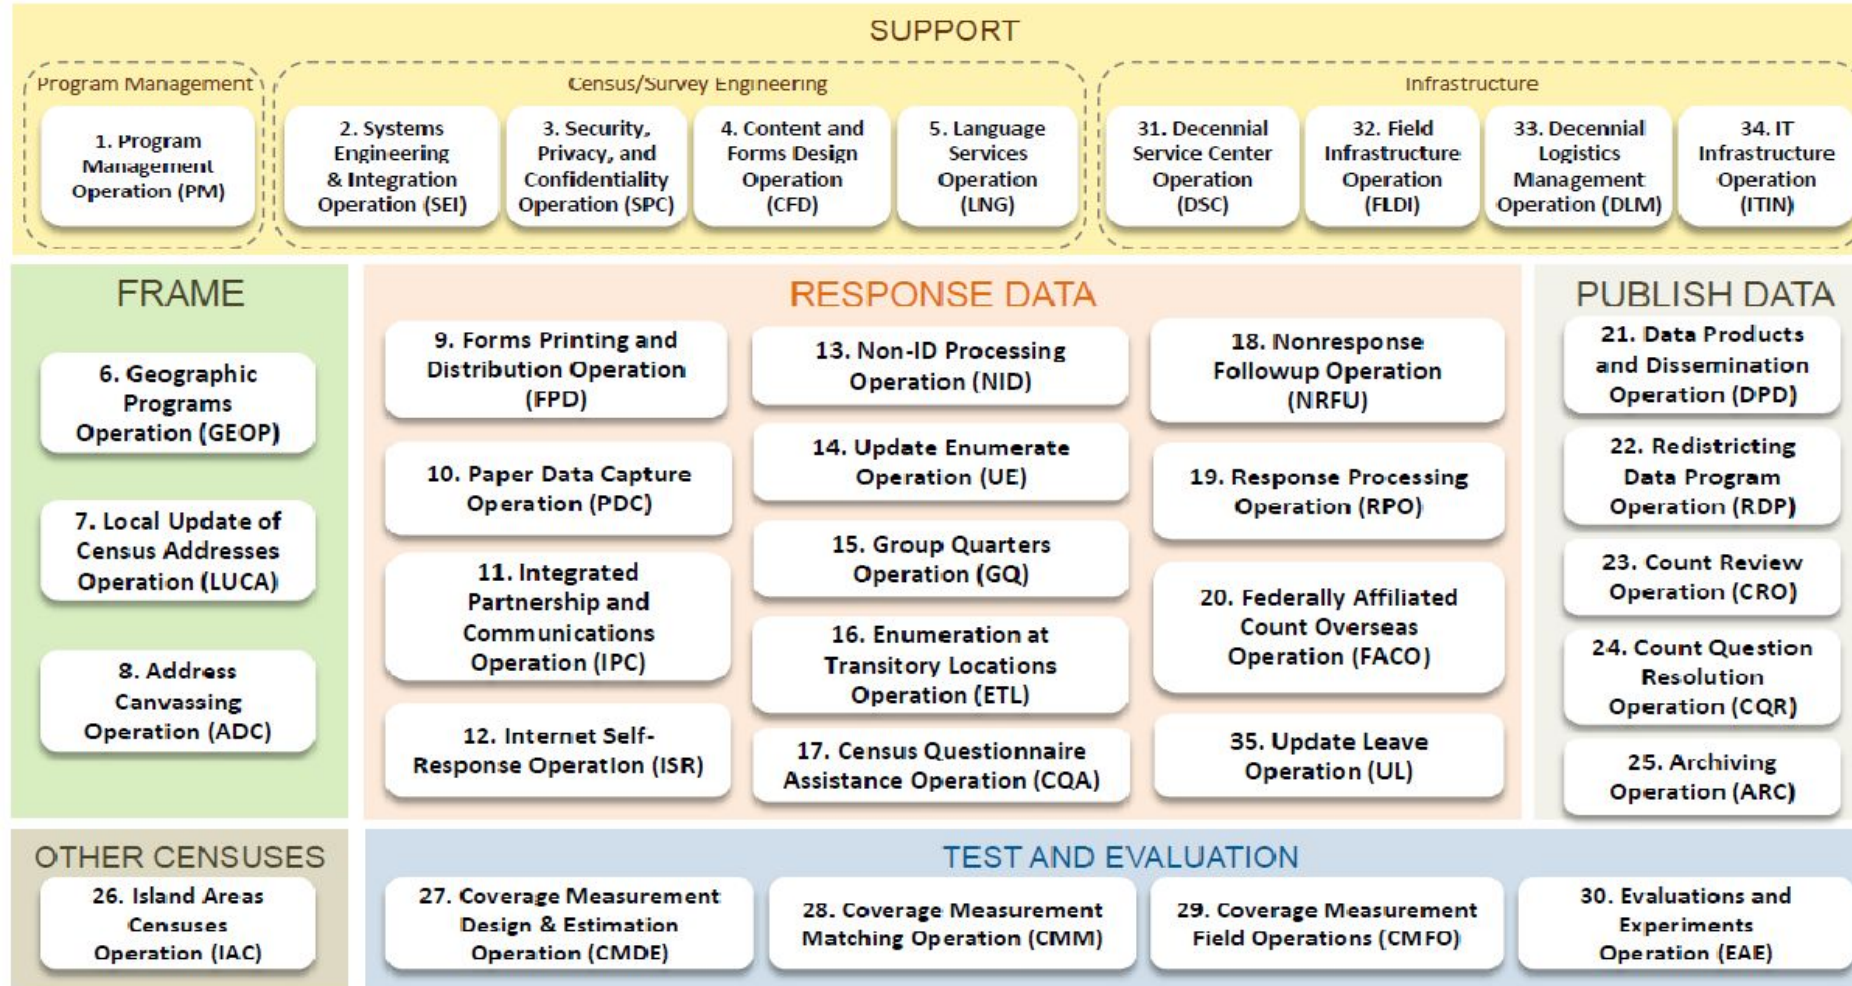 SUPPORT
Program Management
1. Program
Management
Operation (PM)
Census/Survey Engineering
2. Systems
Engineering
& Integration
Operation (SEI)
3. Security,
Privacy, and
Confidentiality
Operation (SPC)
4. Content and
Forms Design
Operation
(CFD)
5. Language
Services
Operation
(LNG)
Infrastructure
31. Decennial
Service Center
Operation
(DSC)
32. Field
Infrastructure
Operation
(FLDI)
33. Decennial
Logistics
Management
Operation (DLM)
34. IT
Infrastructure
Operation
(ITIN)
FRAME
6. Geographic
Programs
Operation (GEOP)
7. Local Update of
Census Addresses
Operation (LUCA)
8. Address
Canvassing
Operation (ADC)
RESPONSE DATA
9. Forms Printing and
Distribution Operation
(FPD)
10. Paper Data Capture
Operation (PDC)
11. Integrated
Partnership and
Communications
Operation (IPC)
12. Internet Self-
Response Operation (ISR)
13. Non-ID Processing
Operation (NID)
14. Update Enumerate
Operation (UE)
15. Group Quarters
Operation (GQ)
16. Enumeration at
Transitory Locations
Operation (ETL)
17. Census Questionnaire
Assistance Operation (CQA)
18. Nonresponse
Followup Operation
(NRFU)
19. Response Processing
Operation (RPO)
20. Federally Affiliated
Count Overseas
Operation (FACO)
35. Update Leave
Operation (UL)
PUBLISH DATA
21. Data Products
and Dissemination
Operation (DPD)
22. Redistricting
Data Program
Operation (RDP)
23. Count Review
Operation (CRO)
24. Count Question
Resolution
Operation (CQR)
25. Archiving
Operation (ARC)
OTHER CENSUSES
26. Island Areas
Censuses
Operation (IAC)
TEST AND EVALUATION
27. Coverage Measurement
Design & Estimation
Operation (CMDE)
28. Coverage Measurement
Matching Operation (CMM)
29. Coverage Measurement
Field Operations (CMFO)
30. Evaluations and
Experiments
Operation (EAE)